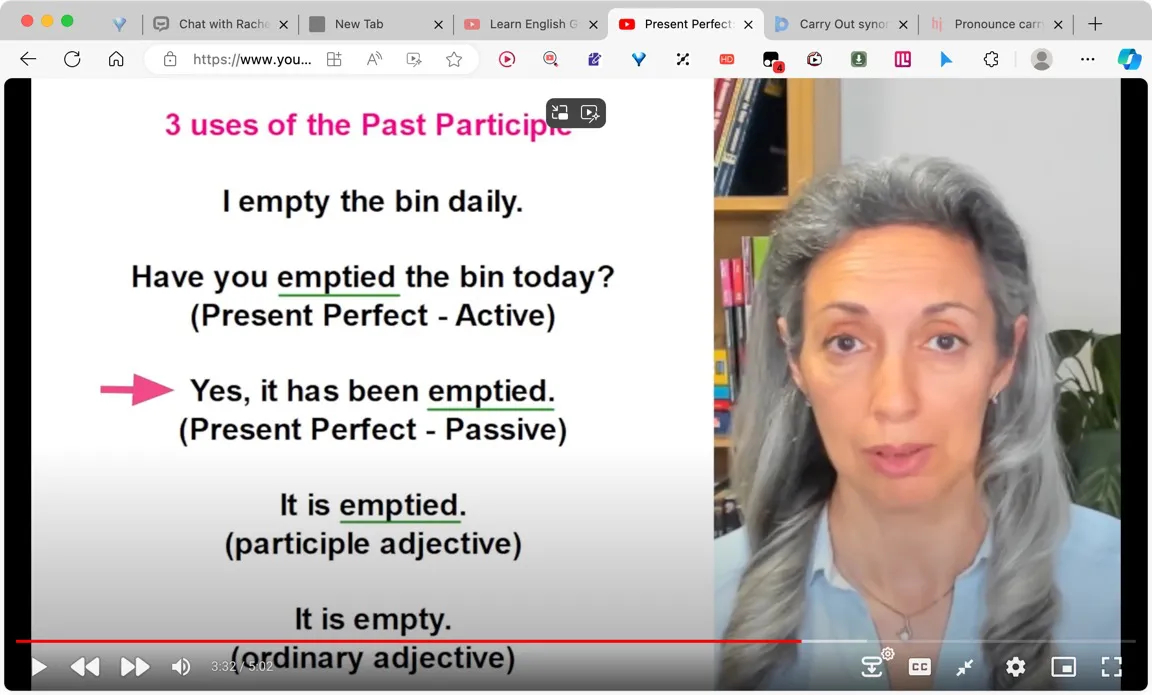 Chat with Rache
New Tab
Learn English G
Present Perfect:
Carry Out synor
Pronounce carr
https://www.you...
HD
4
3 uses of the Past Participle
I empty the bin daily.
Have you emptied the bin today?
(Present Perfect - Active)
Yes, it has been emptied.
(Present Perfect - Passive)
It is emptied.
(participle adjective)
It is empty.
(ordinary adjective)
3:32 / 5:02
CC